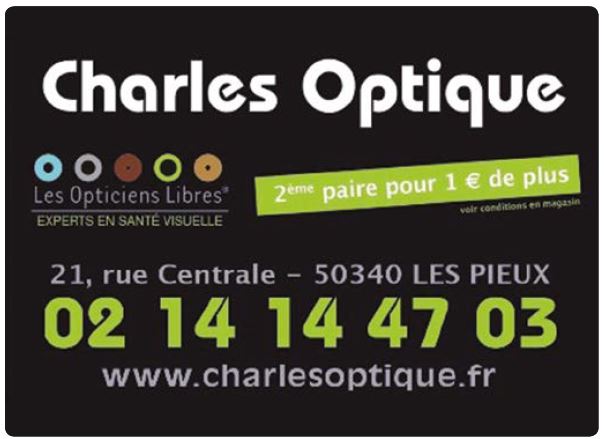 Charles Optique
Les Opticiens Libres®
EXPERTS EN SANTÉ VISUELLE
2ème paire pour 1 € de plus
voir conditions en magasin
21, rue Centrale – 50340 LES PIEUX
02 14 14 47 03
www.charlesoptique.fr